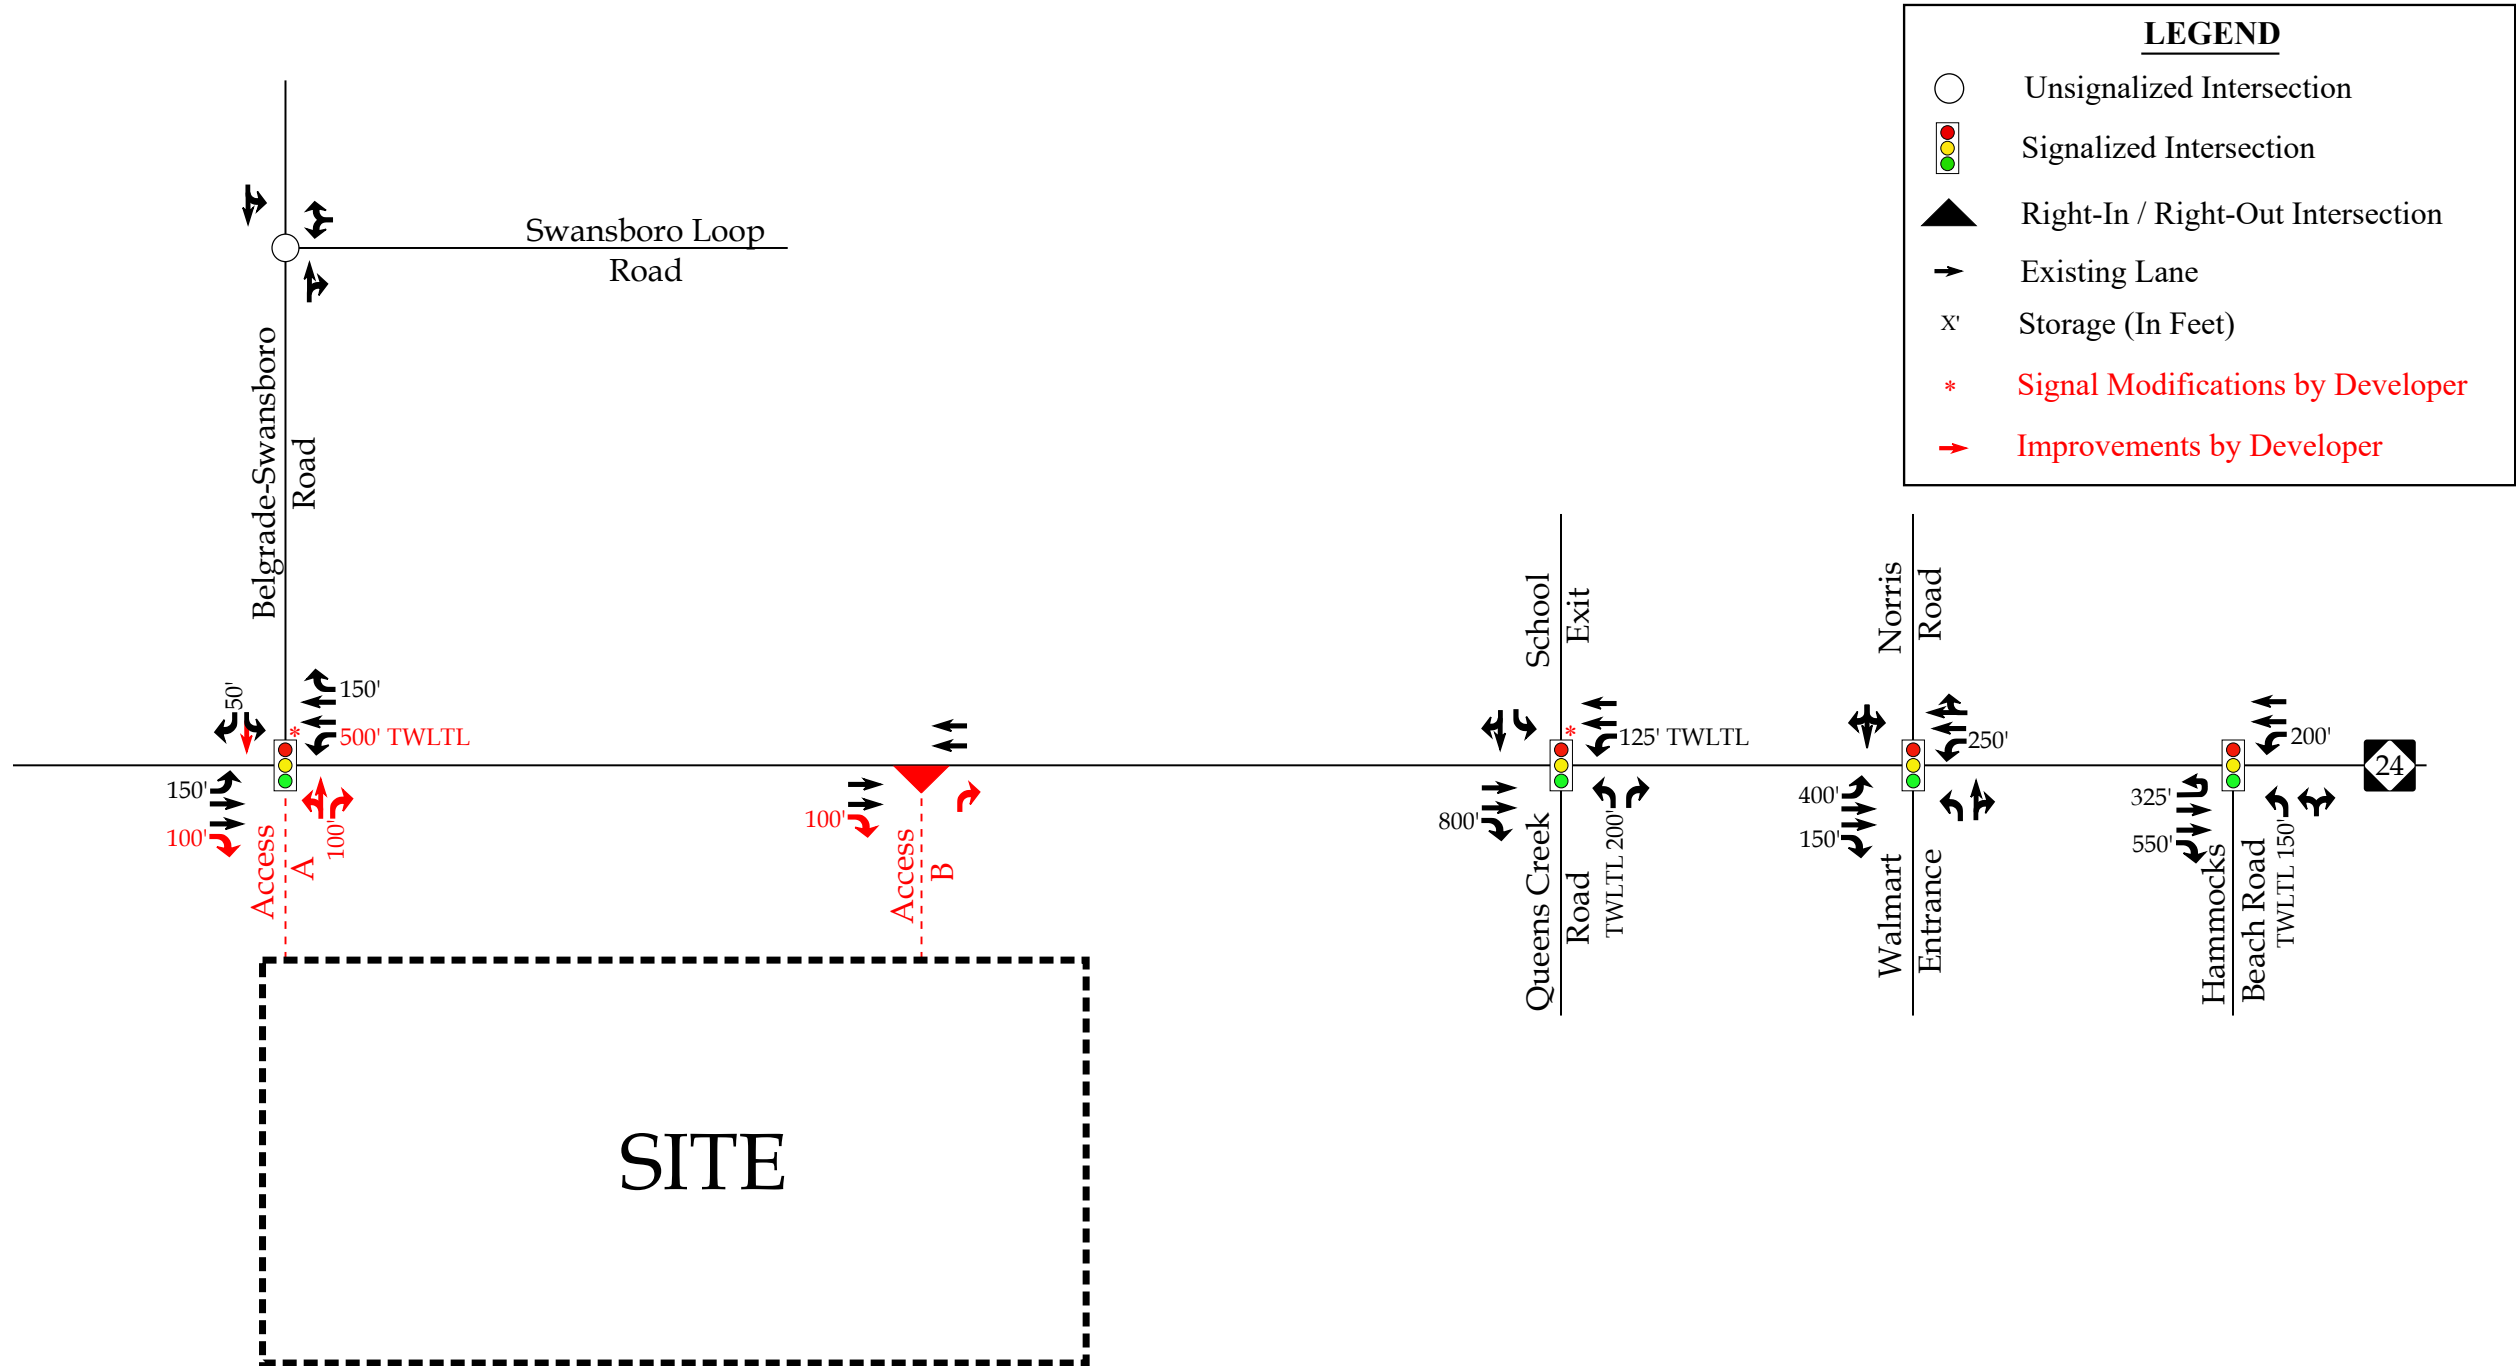 LEGEND
Unsignalized Intersection
Signalized Intersection
Right-In / Right-Out Intersection
Existing Lane
X' Storage (In Feet)
* Signal Modifications by Developer
Improvements by Developer
Swansboro Loop
Road
Belgrade-Swansboro
Road
50'
150'
*
500' TWLTL
150'
100'
100'
Access
A
100'
Access
B
School
Exit
*
125' TWLTL
800'
Queens Creek
Road
TWLTL 200'
Norris
Road
250'
400'
150'
Walmart
Entrance
200'
325'
550'
Hammocks
Beach Road
TWLTL 150'
24
SITE